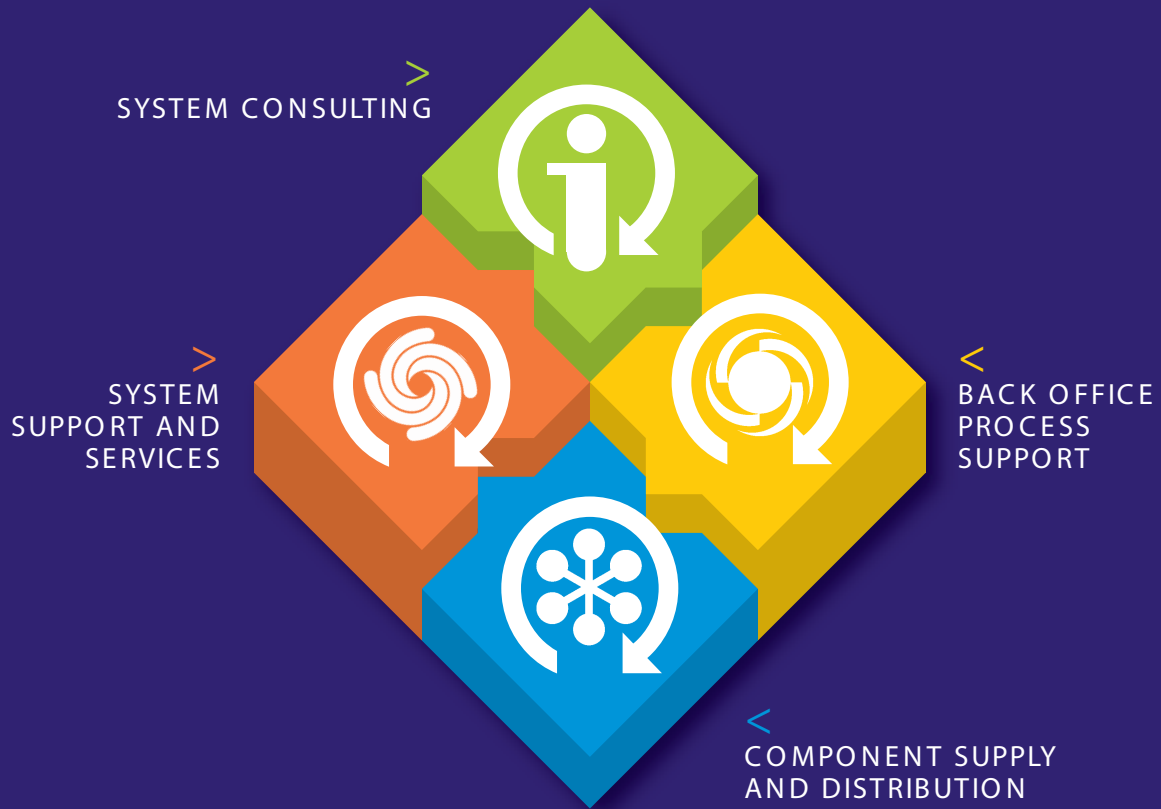 >
SYSTEM CONSULTING
>
SYSTEM
SUPPORT AND
SERVICES
<
BACK OFFICE
PROCESS
SUPPORT
<
COMPONENT SUPPLY
AND DISTRIBUTION